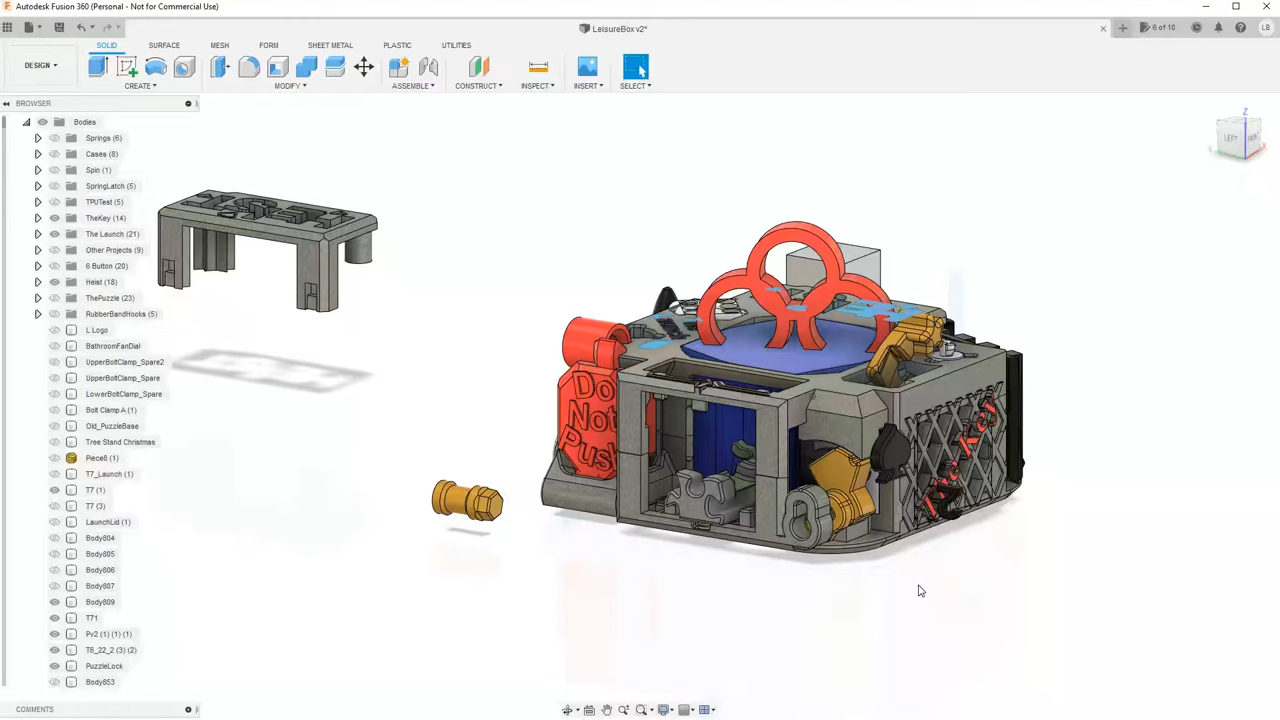 Autodesk Fusion 360 (Personal - Not for Commercial Use)
LeisureBox v2*
6 of 10
LB
SOLID SURFACE MESH FORM SHEET METAL PLASTIC UTILITIES
DESIGN
CREATE MODIFY ASSEMBLE CONSTRUCT INSPECT INSERT SELECT
BROWSER
Bodies
Springs (6)
Cases (8)
Spin (1)
SpringLatch (5)
TPUTest (5)
TheKey (14)
The Launch (21)
Other Projects (9)
6 Button (20)
Heist (18)
ThePuzzle (23)
RubberBandHooks (5)
L Logo
BathroomFanDial
UpperBoltClamp_Spare2
UpperBoltClamp_Spare
LowerBoltClamp_Spare
Bolt Clamp A (1)
Old_PuzzleBase
Tree Stand Christmas
Piece8 (1)
T7_Launch (1)
T7 (1)
T7 (3)
LaunchLid (1)
Body804
Body805
Body806
Body807
Body809
T71
Pv2 (1) (1) (1)
T6_22_2 (3) (2)
PuzzleLock
Body853
COMMENTS
Z
LEFT
FRONT
X
Do
Not
Push